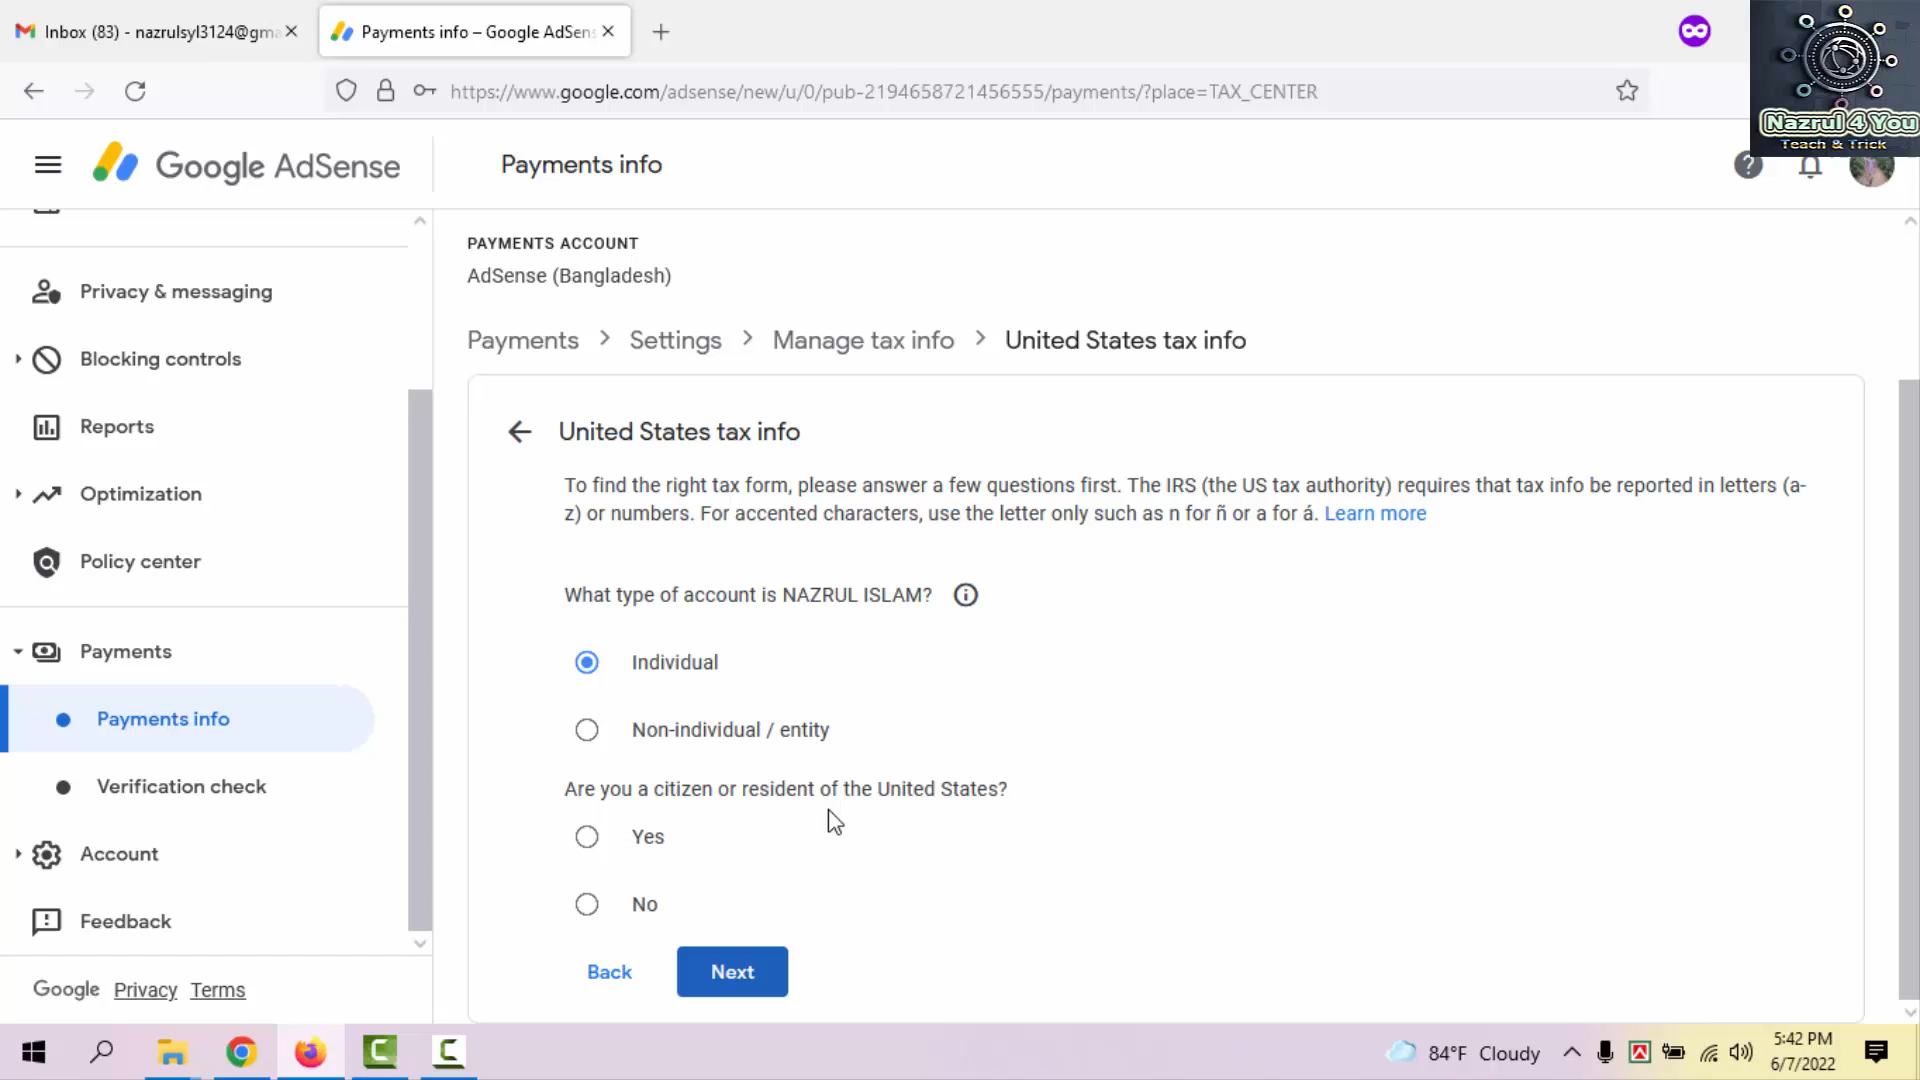 Inbox (83) - nazrulsyl3124@gma
Payments info – Google AdSens
https://www.google.com/adsense/new/u/0/pub-2194658721456555/payments/?place=TAX_CENTER
Nazrul 4 You
Teach & Trick
Google AdSense
Payments info
Privacy & messaging
Blocking controls
Reports
Optimization
Policy center
Payments
Payments info
Verification check
Account
Feedback
Google Privacy Terms
PAYMENTS ACCOUNT
AdSense (Bangladesh)
Payments > Settings > Manage tax info > United States tax info
United States tax info
To find the right tax form, please answer a few questions first. The IRS (the US tax authority) requires that tax info be reported in letters (a-
z) or numbers. For accented characters, use the letter only such as n for ñ or a for á. Learn more
What type of account is NAZRUL ISLAM?
Individual
Non-individual / entity
Are you a citizen or resident of the United States?
Yes
No
Back
Next
84°F Cloudy
5:42 PM
6/7/2022